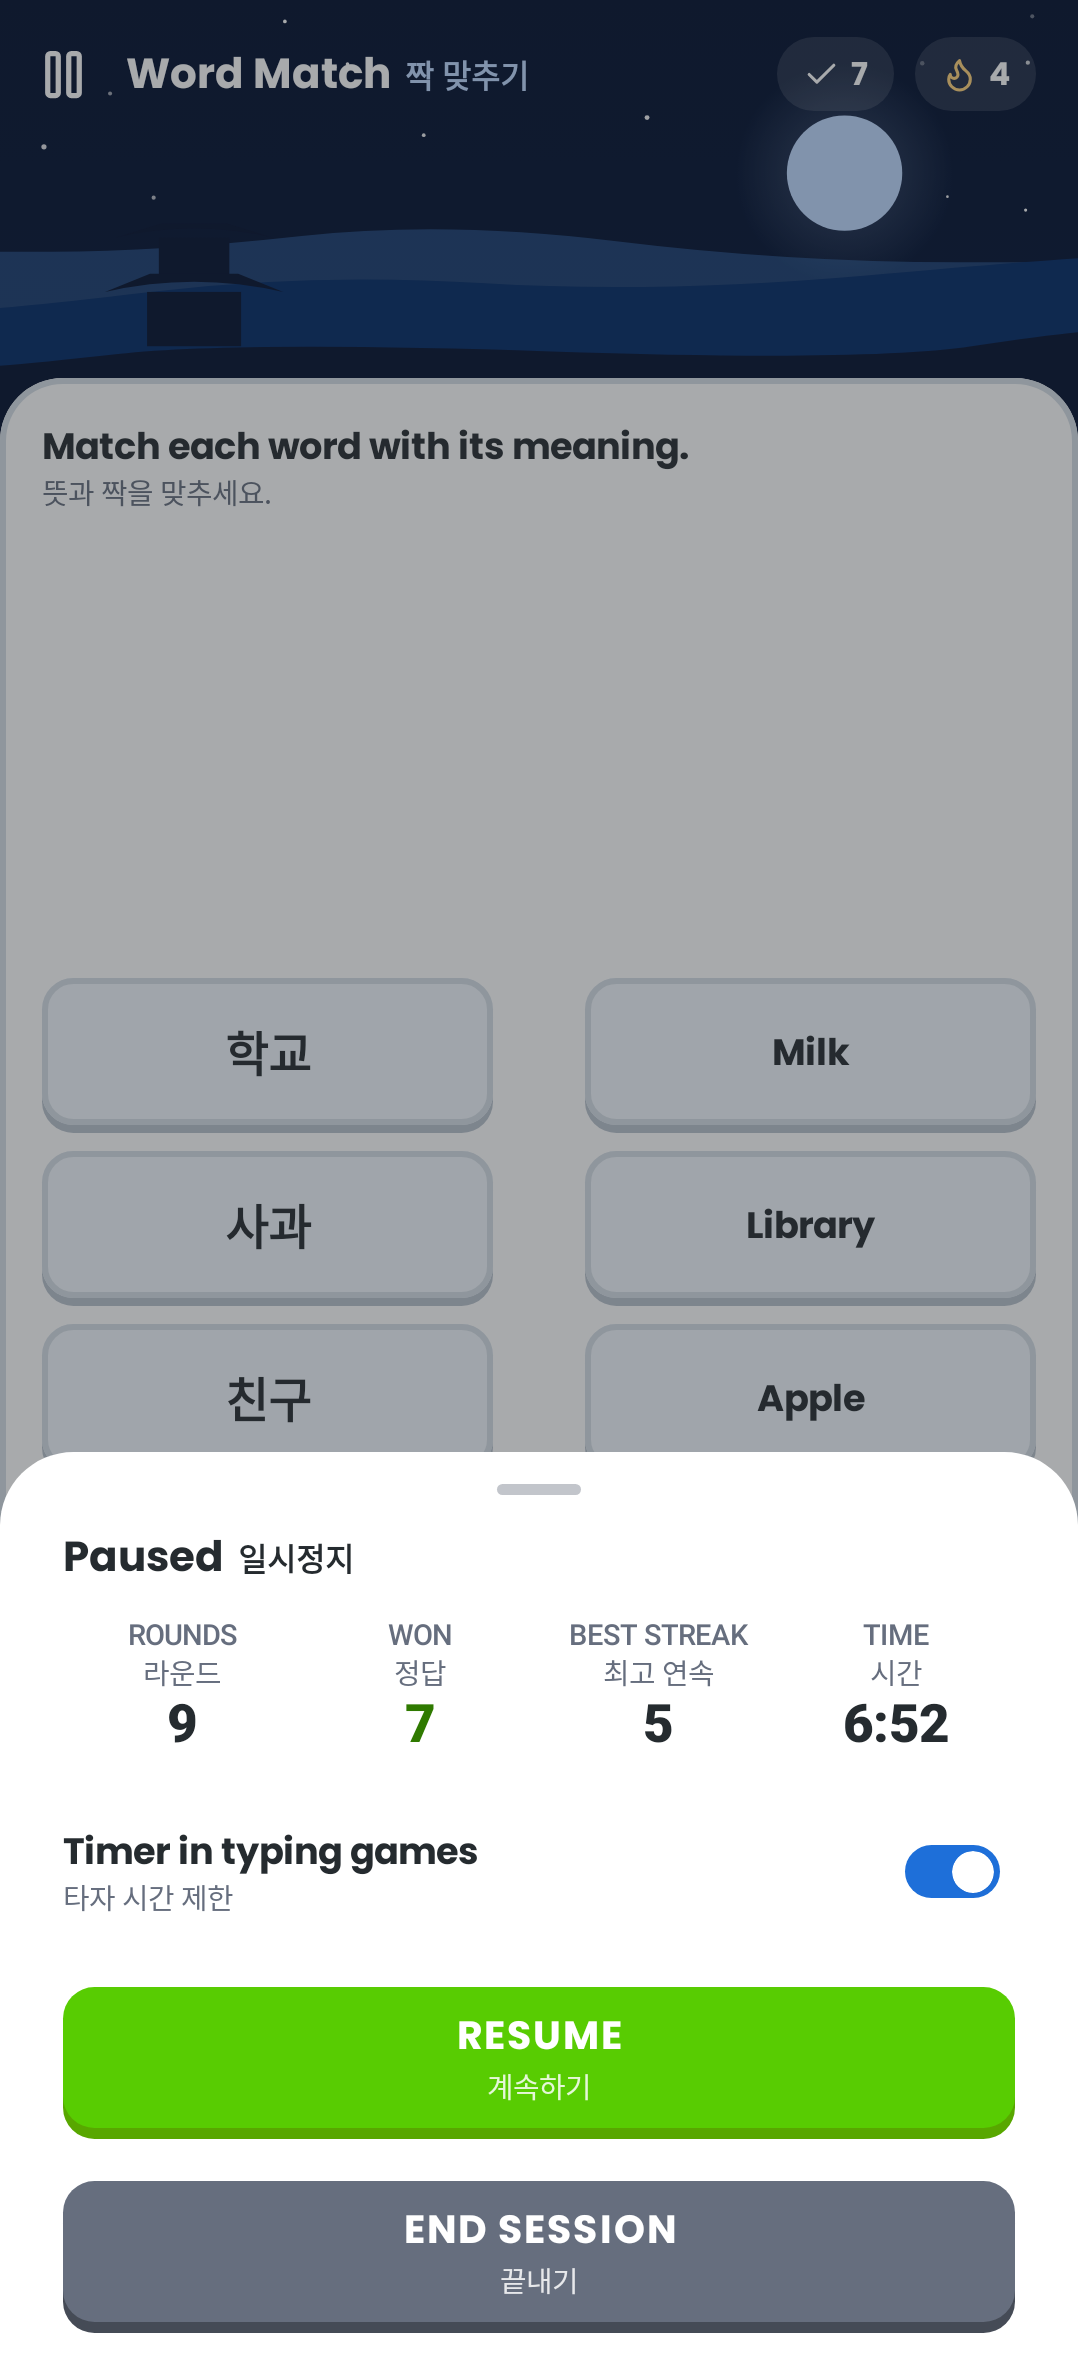 Word Match 짝 맞추기
7
4
Match each word with its meaning.
뜻과 짝을 맞추세요.
학교
Milk
사과
Library
친구
Apple
Paused 일시정지
ROUNDS
라운드
9
WON
정답
7
BEST STREAK
최고 연속
5
TIME
시간
6:52
Timer in typing games
타자 시간 제한
RESUME
계속하기
END SESSION
끝내기